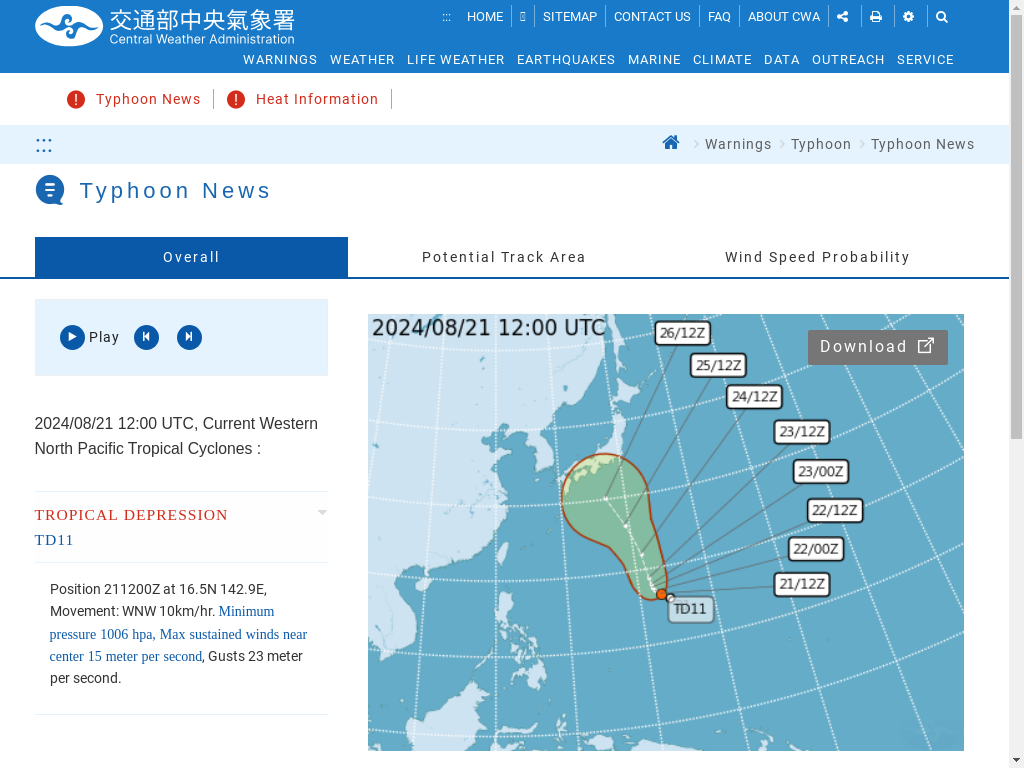 交通部中央氣象署
Central Weather Administration
::: HOME SITEMAP CONTACT US FAQ ABOUT CWA
WARNINGS WEATHER LIFE WEATHER EARTHQUAKES MARINE CLIMATE DATA OUTREACH SERVICE
Typhoon News Heat Information
::: Warnings Typhoon Typhoon News
Typhoon News
Overall Potential Track Area Wind Speed Probability
Play
2024/08/21 12:00 UTC, Current Western
North Pacific Tropical Cyclones :
TROPICAL DEPRESSION
TD11
Position 211200Z at 16.5N 142.9E,
Movement: WNW 10km/hr. Minimum
pressure 1006 hpa, Max sustained winds near
center 15 meter per second, Gusts 23 meter
per second.
2024/08/21 12:00 UTC
Download
26/12Z
25/12Z
24/12Z
23/12Z
23/00Z
22/12Z
22/00Z
21/12Z
TD11